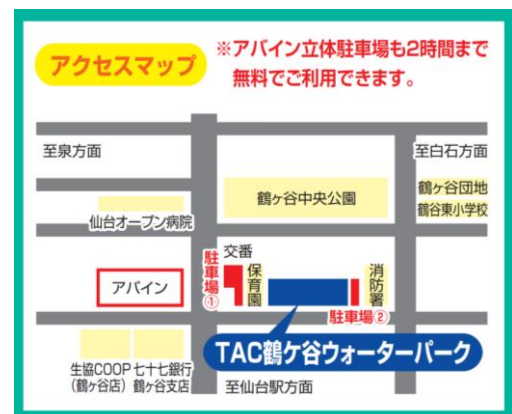 アクセスマップ
※アバイン立体駐車場も2時間まで
無料でご利用できます。
至泉方面
至白石方面
鶴ケ谷中央公園
鶴ケ谷団地
鶴谷東小学校
仙台オープン病院
交番
駐車場①
保育園
消防署
アバイン
駐車場②
TAC鶴ケ谷ウォーターパーク
生協COOP
(鶴ケ谷店)
七十七銀行
鶴ケ谷支店
至仙台駅方面